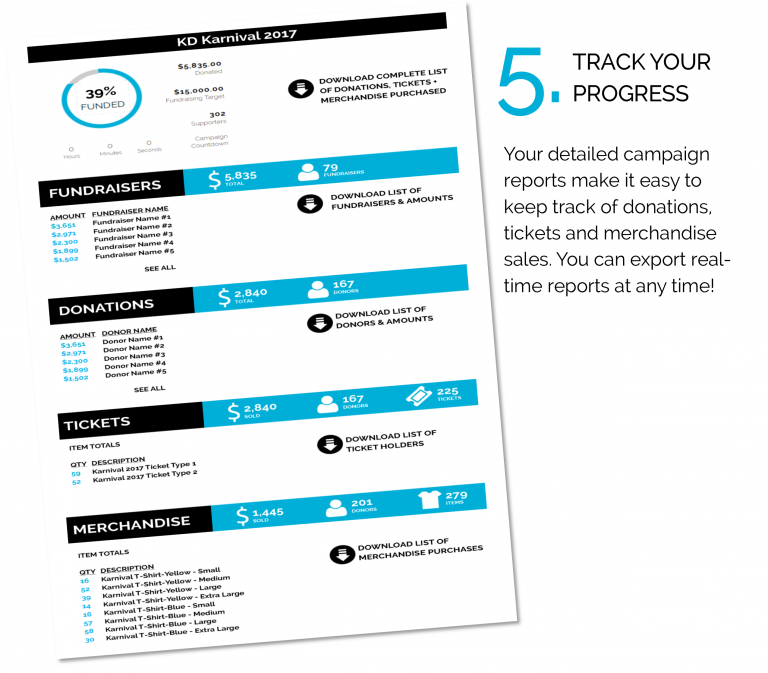 KD Karnival 2017
39%
FUNDED
$5,835.00
Donated
$15,000.00
Fundraising Target
302
Supporters
0 0 0
Hours Minutes Seconds
Campaign
Countdown
DOWNLOAD COMPLETE LIST
OF DONATIONS, TICKETS +
MERCHANDISE PURCHASED
FUNDRAISERS
$ 5,835
TOTAL
79
FUNDRAISERS
DOWNLOAD LIST OF
FUNDRAISERS & AMOUNTS
AMOUNT FUNDRAISER NAME
$3,651 Fundraiser Name #1
$2,971 Fundraiser Name #2
$2,300 Fundraiser Name #3
$1,899 Fundraiser Name #4
$1,502 Fundraiser Name #5
SEE ALL
DONATIONS
$ 2,840
TOTAL
167
DONORS
DOWNLOAD LIST OF
DONORS & AMOUNTS
AMOUNT DONOR NAME
$3,651 Donor Name #1
$2,971 Donor Name #2
$2,300 Donor Name #3
$1,899 Donor Name #4
$1,502 Donor Name #5
SEE ALL
TICKETS
$ 2,840
SOLD
167
DONORS
225
TICKETS
ITEM TOTALS
DOWNLOAD LIST OF
TICKET HOLDERS
QTY DESCRIPTION
59 Karnival 2017 Ticket Type 1
52 Karnival 2017 Ticket Type 2
MERCHANDISE
$ 1,445
SOLD
201
DONORS
279
ITEMS
ITEM TOTALS
DOWNLOAD LIST OF
MERCHANDISE PURCHASES
QTY DESCRIPTION
16 Karnival T-Shirt-Yellow - Small
52 Karnival T-Shirt-Yellow - Medium
39 Karnival T-Shirt-Yellow - Large
14 Karnival T-Shirt-Yellow - Extra Large
16 Karnival T-Shirt-Blue - Small
57 Karnival T-Shirt-Blue - Medium
58 Karnival T-Shirt-Blue - Large
30 Karnival T-Shirt-Blue - Extra Large
5.
TRACK YOUR
PROGRESS
Your detailed campaign
reports make it easy to
keep track of donations,
tickets and merchandise
sales. You can export real-
time reports at any time!